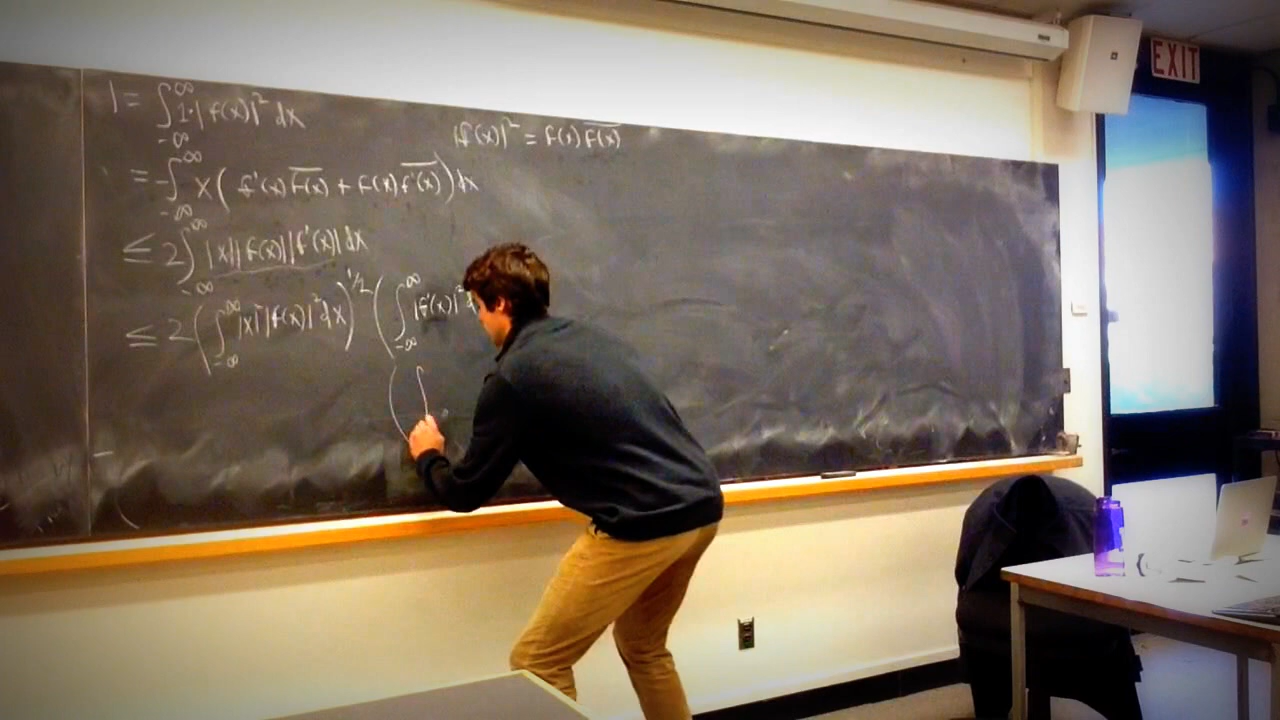 1 = ∫_{-∞}^{∞} 1·|f(x)|² dx
|f(x)|² = f(x) \overline{f(x)}
= -∫_{-∞}^{∞} x( f'(x) \overline{f(x)} + f(x) \overline{f'(x)} ) dx
≤ 2∫_{-∞}^{∞} |x||f(x)||f'(x)| dx
≤ 2(∫_{-∞}^{∞} |x|²|f(x)|² dx)^{1/2} (∫_{-∞}^{∞} |f'(x)|² d
(∫
EXIT